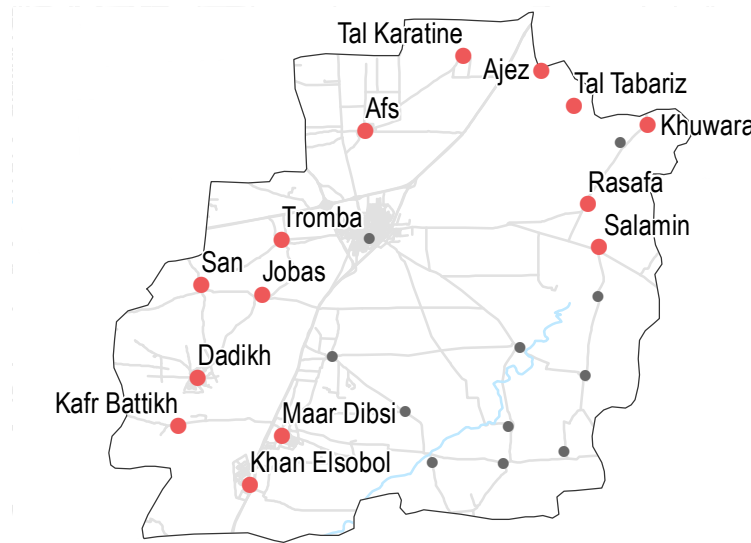 Tal Karatine
Ajez
Tal Tabariz
Afs
Khuwara
Rasafa
Tromba
Salamin
San
Jobas
Dadikh
Kafr Battikh
Maar Dibsi
Khan Elsobol